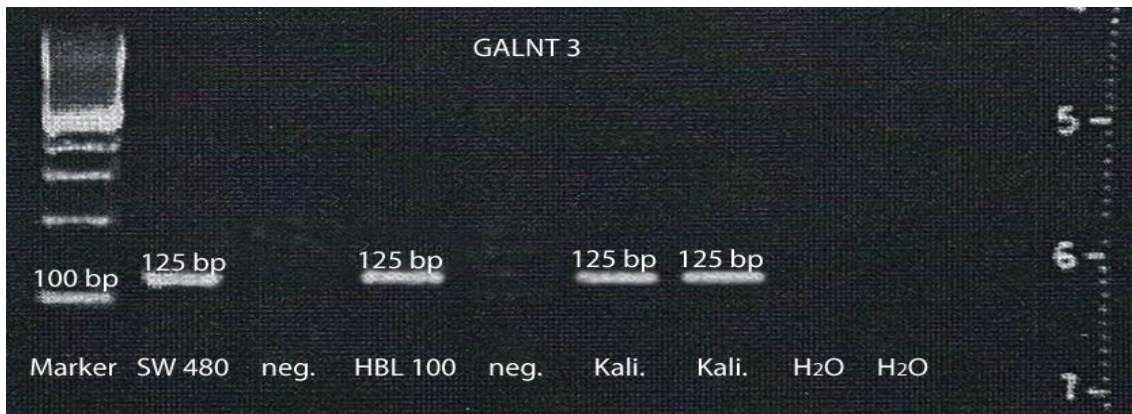 GALNT 3
5
125 bp 125 bp 125 bp 125 bp 6
100 bp
Marker SW 480 neg. HBL 100 neg. Kali. Kali. H2O H2O
7